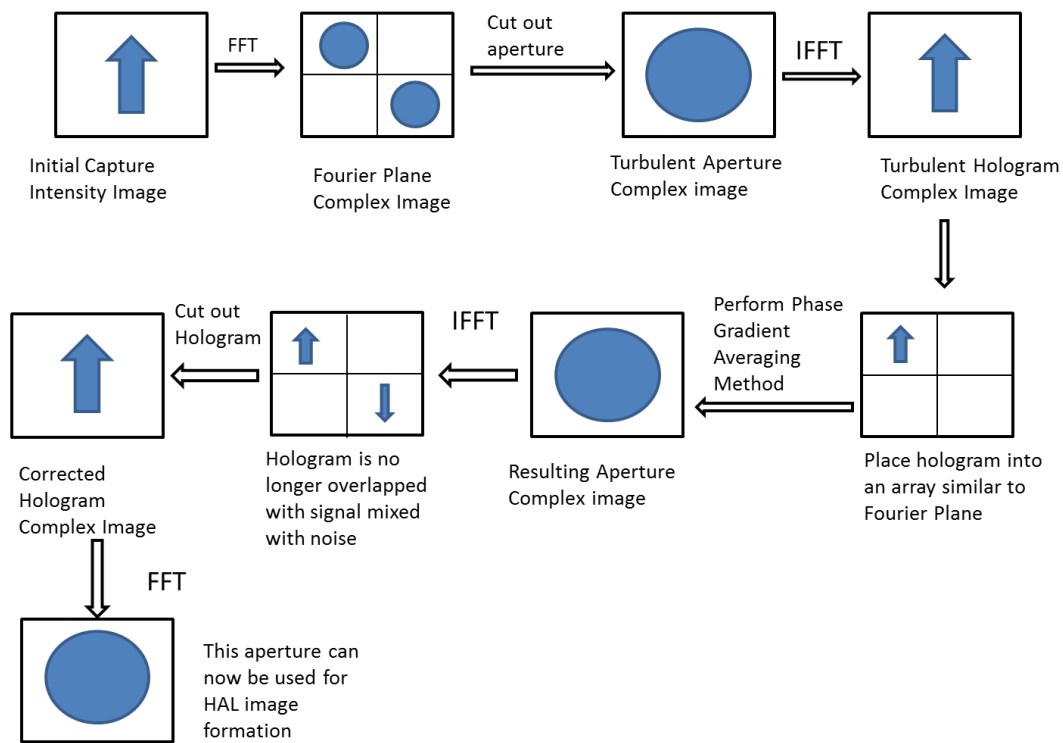 FFT
Cut out
aperture
IFFT
Initial Capture
Intensity Image
Fourier Plane
Complex Image
Turbulent Aperture
Complex image
Turbulent Hologram
Complex Image
Cut out
Hologram
IFFT
Perform Phase
Gradient
Averaging
Method
Corrected
Hologram
Complex Image
Hologram is no
longer overlapped
with signal mixed
with noise
Resulting Aperture
Complex image
Place hologram into
an array similar to
Fourier Plane
FFT
This aperture can
now be used for
HAL image
formation